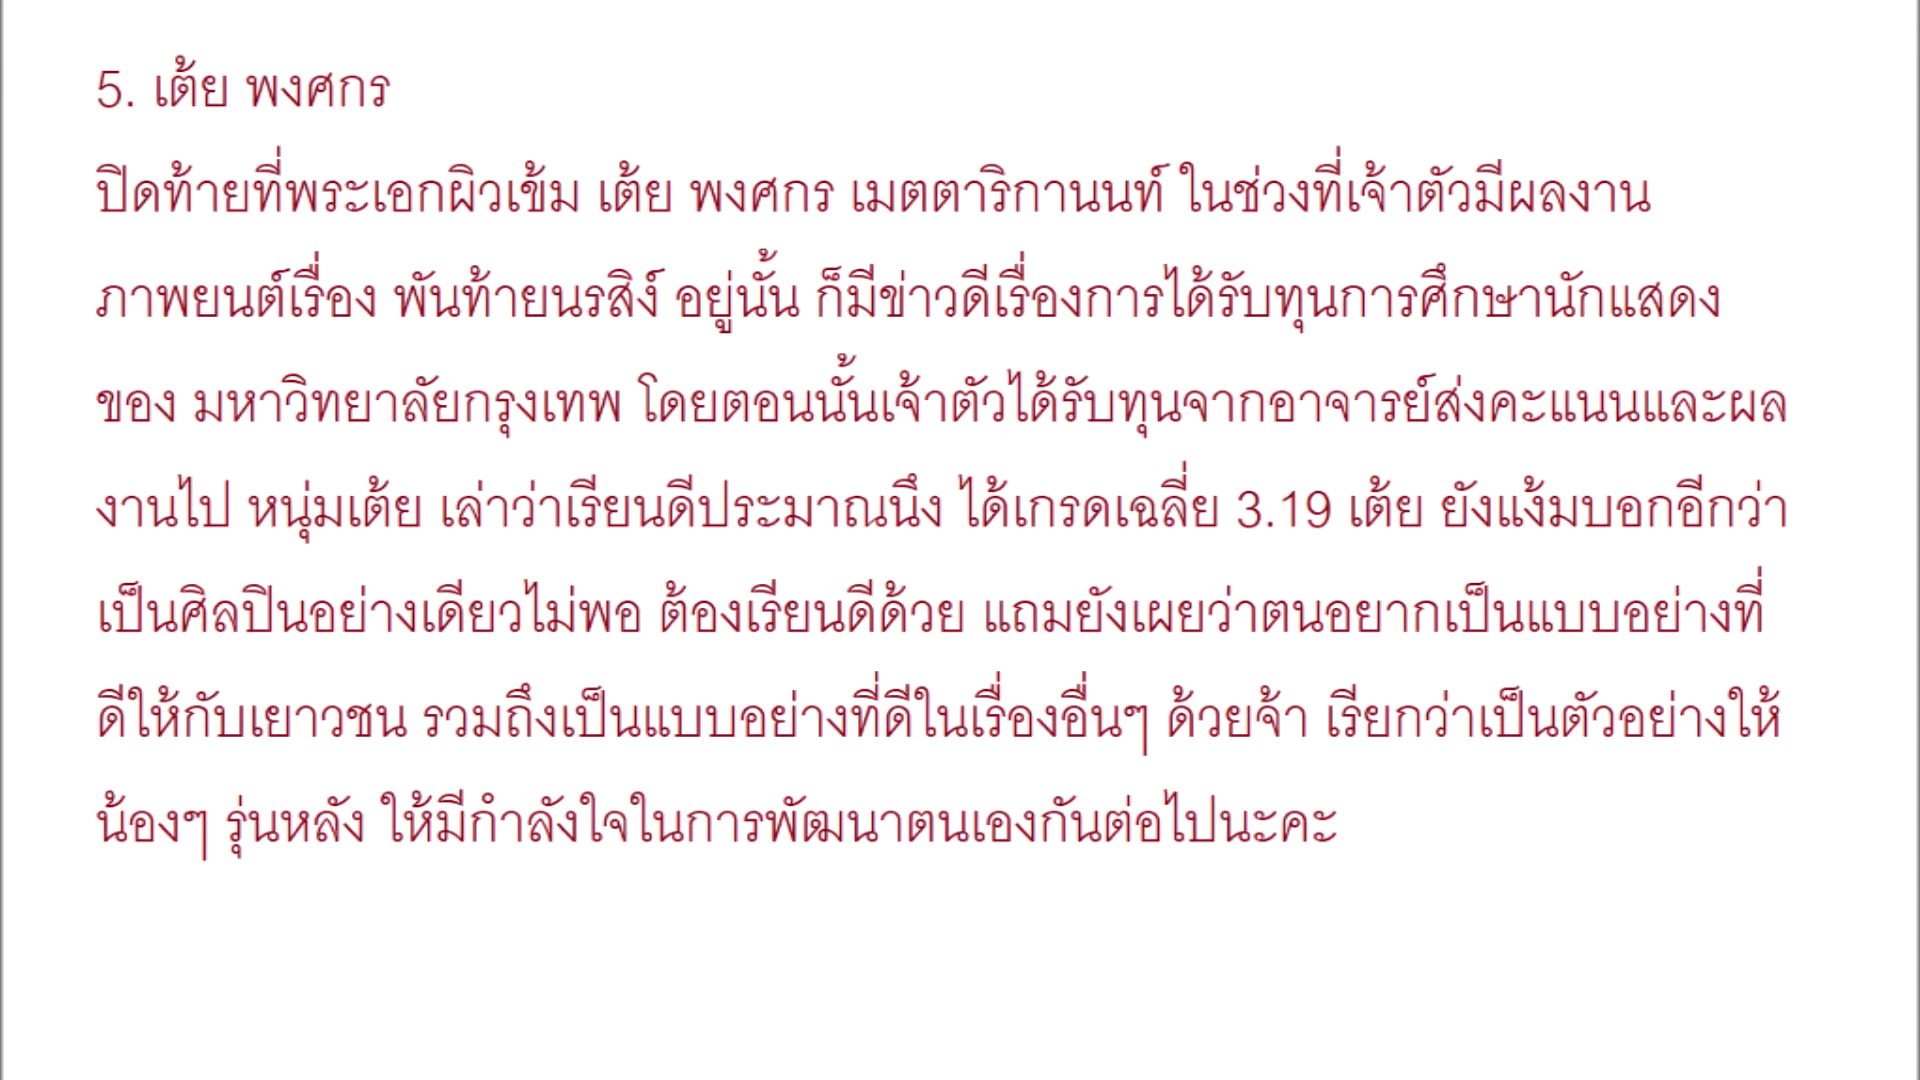 5. เต้ย พงศกร
ปิดท้ายที่พระเอกผิวเข้ม เต้ย พงศกร เมตตาริกานนท์ ในช่วงที่เจ้าตัวมีผลงาน
ภาพยนต์เรื่อง พันท้ายนรสิง์ อยู่นั้น ก็มีข่าวดีเรื่องการได้รับทุนการศึกษานักแสดง
ของ มหาวิทยาลัยกรุงเทพ โดยตอนนั้นเจ้าตัวได้รับทุนจากอาจารย์ส่งคะแนนและผล
งานไป หนุ่มเต้ย เล่าว่าเรียนดีประมาณนึง ได้เกรดเฉลี่ย 3.19 เต้ย ยังแง้มบอกอีกว่า
เป็นศิลปินอย่างเดียวไม่พอ ต้องเรียนดีด้วย แถมยังเผยว่าตนอยากเป็นแบบอย่างที่
ดีให้กับเยาวชน รวมถึงเป็นแบบอย่างที่ดีในเรื่องอื่นๆ ด้วยจ้า เรียกว่าเป็นตัวอย่างให้
น้องๆ รุ่นหลัง ให้มีกำลังใจในการพัฒนาตนเองกันต่อไปนะคะ